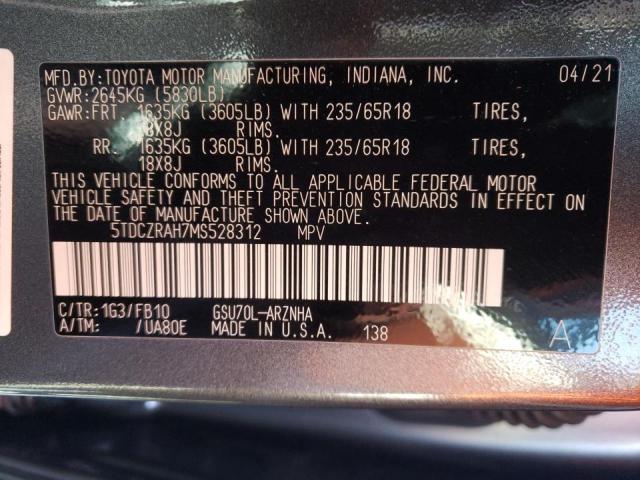 MFD.BY:TOYOTA MOTOR MANUFACTURING, INDIANA, INC. 04/21
GVWR:2645KG (5830LB)
GAWR:FRT. 1635KG (3605LB) WITH 235/65R18 TIRES,
18X8J RIMS.
RR. 1635KG (3605LB) WITH 235/65R18 TIRES,
18X8J RIMS.
THIS VEHICLE CONFORMS TO ALL APPLICABLE FEDERAL MOTOR
VEHICLE SAFETY AND THEFT PREVENTION STANDARDS IN EFFECT ON
THE DATE OF MANUFACTURE SHOWN ABOVE.
5TDCZRAH7MS528312 MPV
C/TR:1G3/FB10 GSU70L-ARZNHA
A/TM: /UA80E MADE IN U.S.A. 138 A